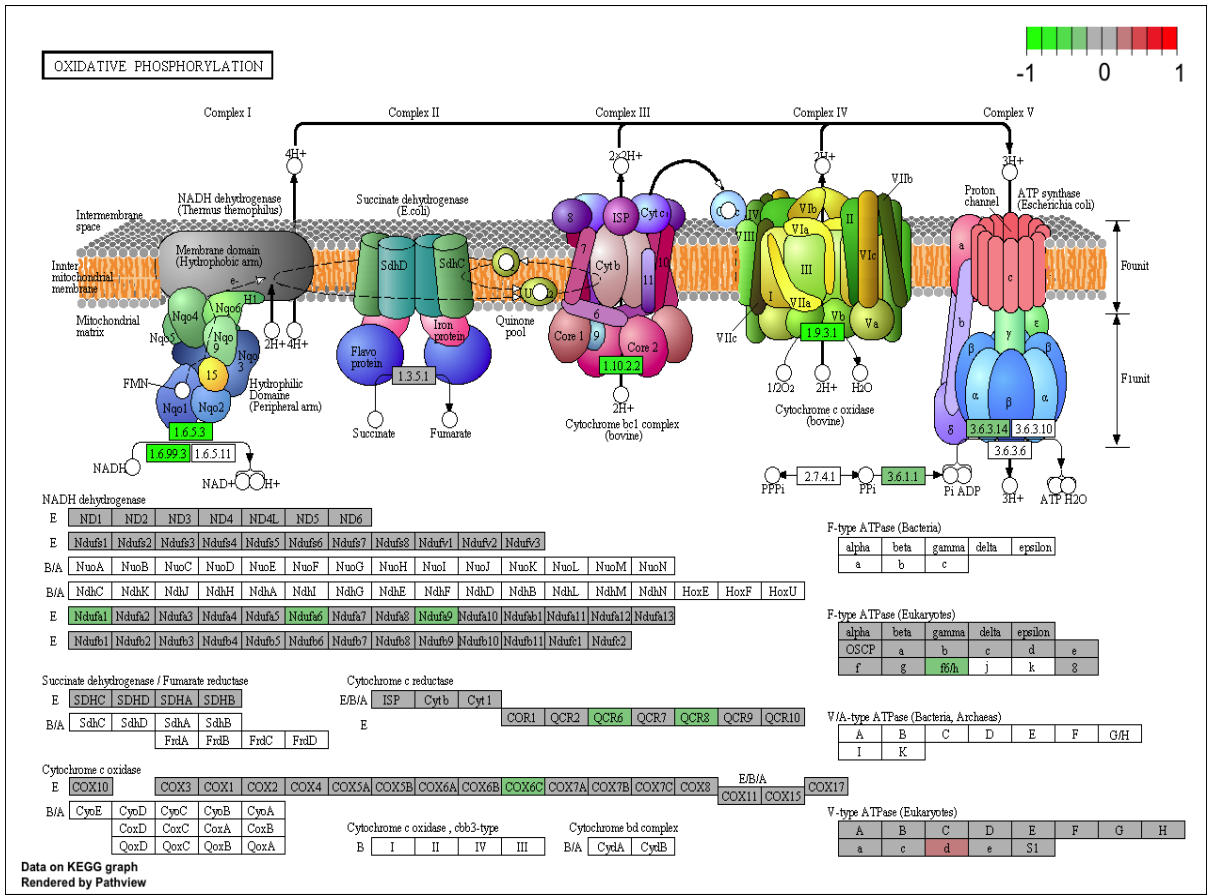 OXIDATIVE PHOSPHORYLATION
-1 0 1
Complex I Complex II Complex III Complex IV Complex V
4H+ 2×2H+ 2H+ 3H+
NADH dehydrogenase
(Thermus themophilus)
Succinate dehydrogenase
(E.coli)
Proton
channel
ATP synthase
(Escherichia coli)
Intermembrane
space
Innter
mitochondrial
membrane
Mitochondrial
matrix
Membrane domain
(Hydrophobic arm)
e-
H1
Nqo6
Nqo4
Nqo5
Nqo
9
Nqo
3
15
FMN
Nqo1
Nqo2
2H+ 4H+
Hydrophilic
Domaine
(Peripheral arm)
1.6.5.3
1.6.99.3 1.6.5.11
NADH
NAD+ H+
SdhD SdhC
Flavo
protein
Iron
protein
1.3.5.1
Succinate Fumarate
Quinone
pool
8 ISP Cyt c1
7 Cyt b 10
11
6
Core 1 9 Core 2
1.10.2.2
2H+
Cytochrome bc1 complex
(bovine)
IV VIb II VIIb
VIII VIa
III VIc
I VIIa
VIIc Vb Va
1.9.3.1
1/2O2 2H+ H2O
Cytochrome c oxidase
(bovine)
a c
b γ ε
β β
α β α
δ
F0unit
F1unit
3.6.3.14 3.6.3.10
3.6.3.6
PPPi 2.7.4.1 PPi 3.6.1.1 Pi ADP 3H+ ATP H2O
NADH dehydrogenase
E ND1 ND2 ND3 ND4 ND4L ND5 ND6
E Ndufs1 Ndufs2 Ndufs3 Ndufs4 Ndufs5 Ndufs6 Ndufs7 Ndufs8 Ndufv1 Ndufv2 Ndufv3
B/A NuoA NuoB NuoC NuoD NuoE NuoF NuoG NuoH NuoI NuoJ NuoK NuoL NuoM NuoN
B/A NdhC NdhK NdhJ NdhH NdhA NdhI NdhG NdhE NdhF NdhD NdhB NdhL NdhM NdhN HoxE HoxF HoxU
E Ndufa1 Ndufa2 Ndufa3 Ndufa4 Ndufa5 Ndufa6 Ndufa7 Ndufa8 Ndufa9 Ndufa10 Ndufab1 Ndufa11 Ndufa12 Ndufa13
E Ndufb1 Ndufb2 Ndufb3 Ndufb4 Ndufb5 Ndufb6 Ndufb7 Ndufb8 Ndufb9 Ndufb10 Ndufb11 Ndufc1 Ndufc2
Succinate dehydrogenase / Fumarate reductase
E SDHC SDHD SDHA SDHB
B/A SdhC SdhD SdhA SdhB
FrdA FrdB FrdC FrdD
Cytochrome c reductase
E/B/A ISP Cyt b Cyt 1
E COR1 QCR2 QCR6 QCR7 QCR8 QCR9 QCR10
Cytochrome c oxidase
E COX10 COX3 COX1 COX2 COX4 COX5A COX5B COX6A COX6B COX6C COX7A COX7B COX7C COX8 E/B/A COX17
COX11 COX15
B/A CyoE CyoD CyoC CyoB CyoA
CoxD CoxC CoxA CoxB
QoxD QoxC QoxB QoxA
Cytochrome c oxidase , cbb3-type
B I II IV III
Cytochrome bd complex
B/A CydA CydB
F-type ATPase (Bacteria)
alpha beta gamma delta epsilon
a b c
F-type ATPase (Eukaryotes)
alpha beta gamma delta epsilon
OSCP a b c d e
f g f6/h j k 8
V/A-type ATPase (Bacteria, Archaeas)
A B C D E F G/H
I K
V-type ATPase (Eukaryotes)
A B C D E F G H
a c d e S1
Data on KEGG graph
Rendered by Pathview